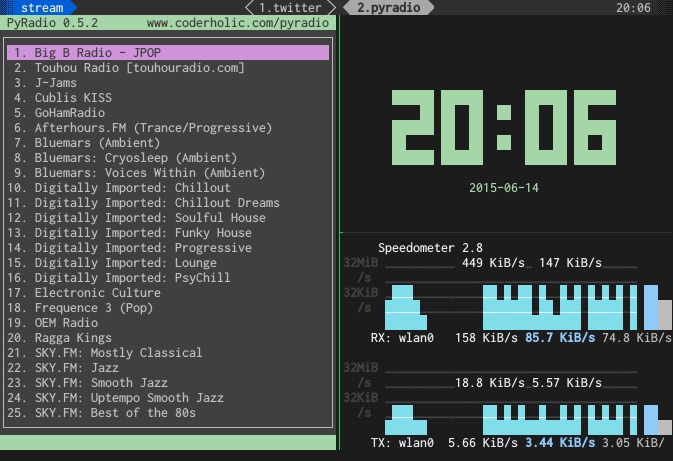 stream 1.twitter 2.pyradio 20:06
PyRadio 0.5.2 www.coderholic.com/pyradio
1. Big B Radio - JPOP
2. Touhou Radio [touhouradio.com]
3. J-Jams
4. Cublis KISS
5. GoHamRadio
6. Afterhours.FM (Trance/Progressive)
7. Bluemars (Ambient)
8. Bluemars: Cryosleep (Ambient)
9. Bluemars: Voices Within (Ambient)
10. Digitally Imported: Chillout
11. Digitally Imported: Chillout Dreams
12. Digitally Imported: Soulful House
13. Digitally Imported: Funky House
14. Digitally Imported: Progressive
15. Digitally Imported: Lounge
16. Digitally Imported: PsyChill
17. Electronic Culture
18. Frequence 3 (Pop)
19. OEM Radio
20. Ragga Kings
21. SKY.FM: Mostly Classical
22. SKY.FM: Jazz
23. SKY.FM: Smooth Jazz
24. SKY.FM: Uptempo Smooth Jazz
25. SKY.FM: Best of the 80s
20:06
2015-06-14
Speedometer 2.8
32MiB 449 KiB/s 147 KiB/s
/s
32KiB
/s
RX: wlan0 158 KiB/s 85.7 KiB/s 74.8 KiB/s
32MiB
/s 18.8 KiB/s 5.57 KiB/s
32KiB
/s
TX: wlan0 5.66 KiB/s 3.44 KiB/s 3.05 KiB/